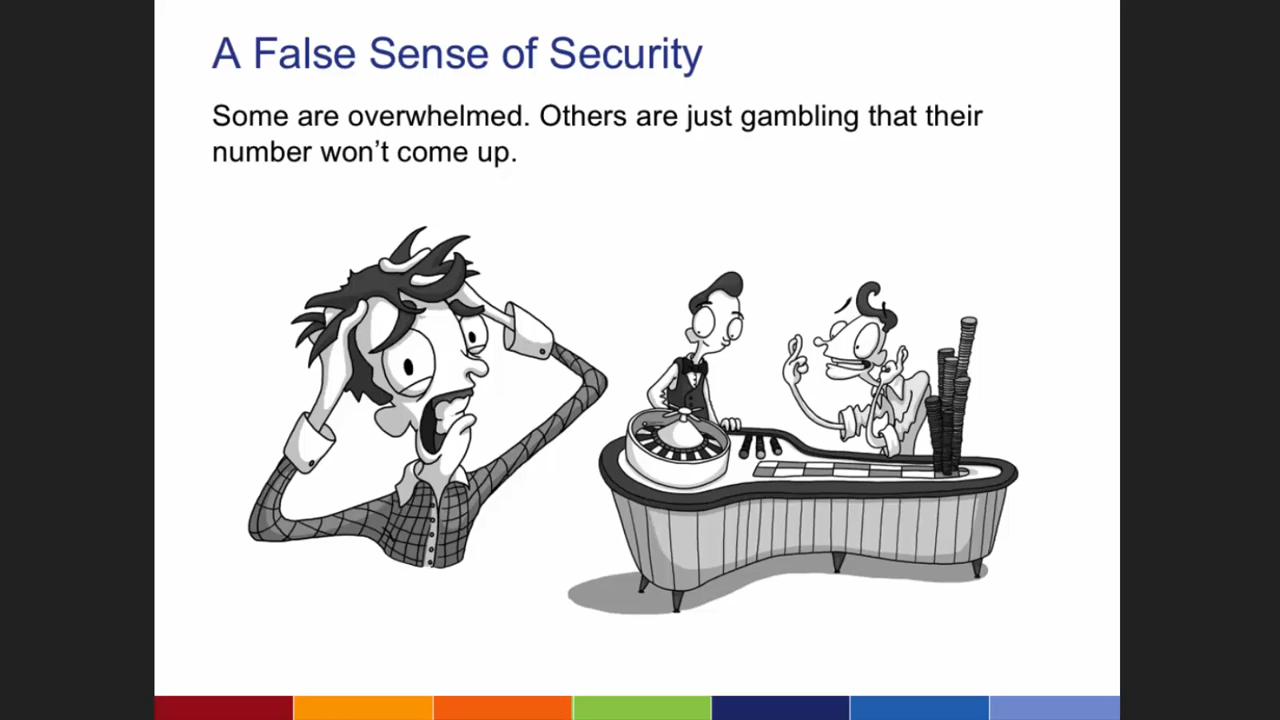 A False Sense of Security
Some are overwhelmed. Others are just gambling that their
number won’t come up.